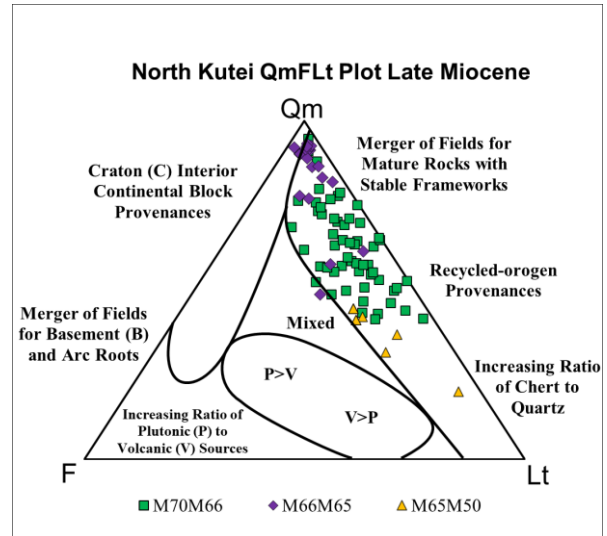 North Kutei QmFLt Plot Late Miocene
Qm
Merger of Fields for
Mature Rocks with
Stable Frameworks
Craton (C) Interior
Continental Block
Provenances
Recycled-orogen
Provenances
Merger of Fields
for Basement (B)
and Arc Roots
Mixed
P>V
V>P
Increasing Ratio
of Chert to
Quartz
Increasing Ratio of
Plutonic (P) to
Volcanic (V) Sources
F
Lt
M70M66
M66M65
M65M50